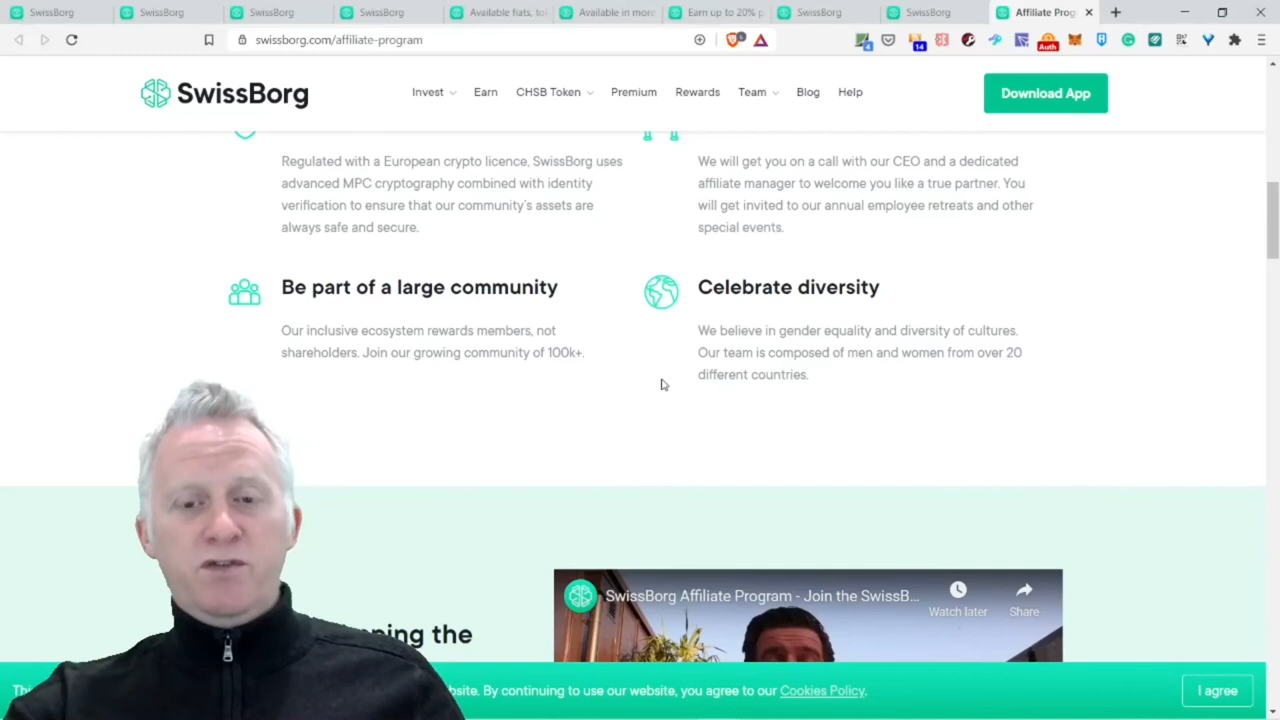 SwissBorg
SwissBorg
SwissBorg
SwissBorg
Available fiats, tok
Available in more
Earn up to 20% p
SwissBorg
SwissBorg
Affiliate Prog
swissborg.com/affiliate-program
4
14
Auth
SwissBorg
Invest
Earn
CHSB Token
Premium
Rewards
Team
Blog
Help
Download App
Regulated with a European crypto licence, SwissBorg uses
advanced MPC cryptography combined with identity
verification to ensure that our community's assets are
always safe and secure.
We will get you on a call with our CEO and a dedicated
affiliate manager to welcome you like a true partner. You
will get invited to our annual employee retreats and other
special events.
Be part of a large community
Our inclusive ecosystem rewards members, not
shareholders. Join our growing community of 100k+.
Celebrate diversity
We believe in gender equality and diversity of cultures.
Our team is composed of men and women from over 20
different countries.
SwissBorg Affiliate Program - Join the SwissB...
Watch later
Share
the
By continuing to use our website, you agree to our Cookies Policy.
I agree